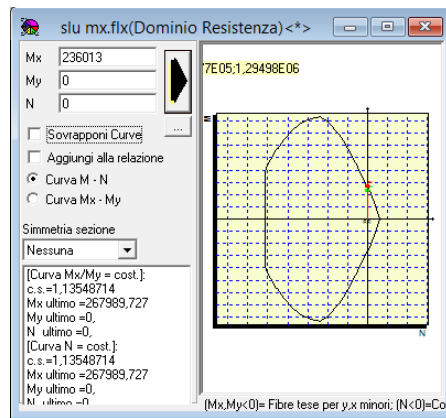 slu mx.flx(Dominio Resistenza)<*>
Mx 236013
My 0
N 0
...
Sovrapponi Curve
Aggiungi alla relazione
Curva M - N
Curva Mx - My
Simmetria sezione
Nessuna
[Curva Mx/My = cost.]:
c.s.=1,13548714
Mx ultimo =267989,727
My ultimo =0,
N ultimo =0,
[Curva N = cost.]:
c.s.=1,13548714
Mx ultimo =267989,727
My ultimo =0,
N ultimo =0,
7E05;1,29498E06
M
N
(Mx,My<0)= Fibre tese per y,x minori; (N<0)=Co